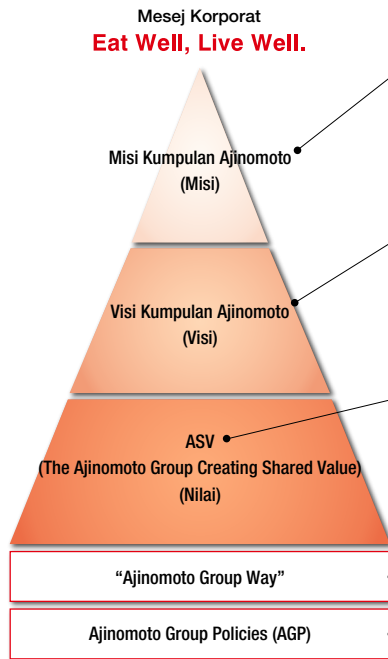 Mesej Korporat
Eat Well, Live Well.
Misi Kumpulan Ajinomoto
(Misi)
Visi Kumpulan Ajinomoto
(Visi)
ASV
(The Ajinomoto Group Creating Shared Value)
(Nilai)
“Ajinomoto Group Way”
Ajinomoto Group Policies (AGP)